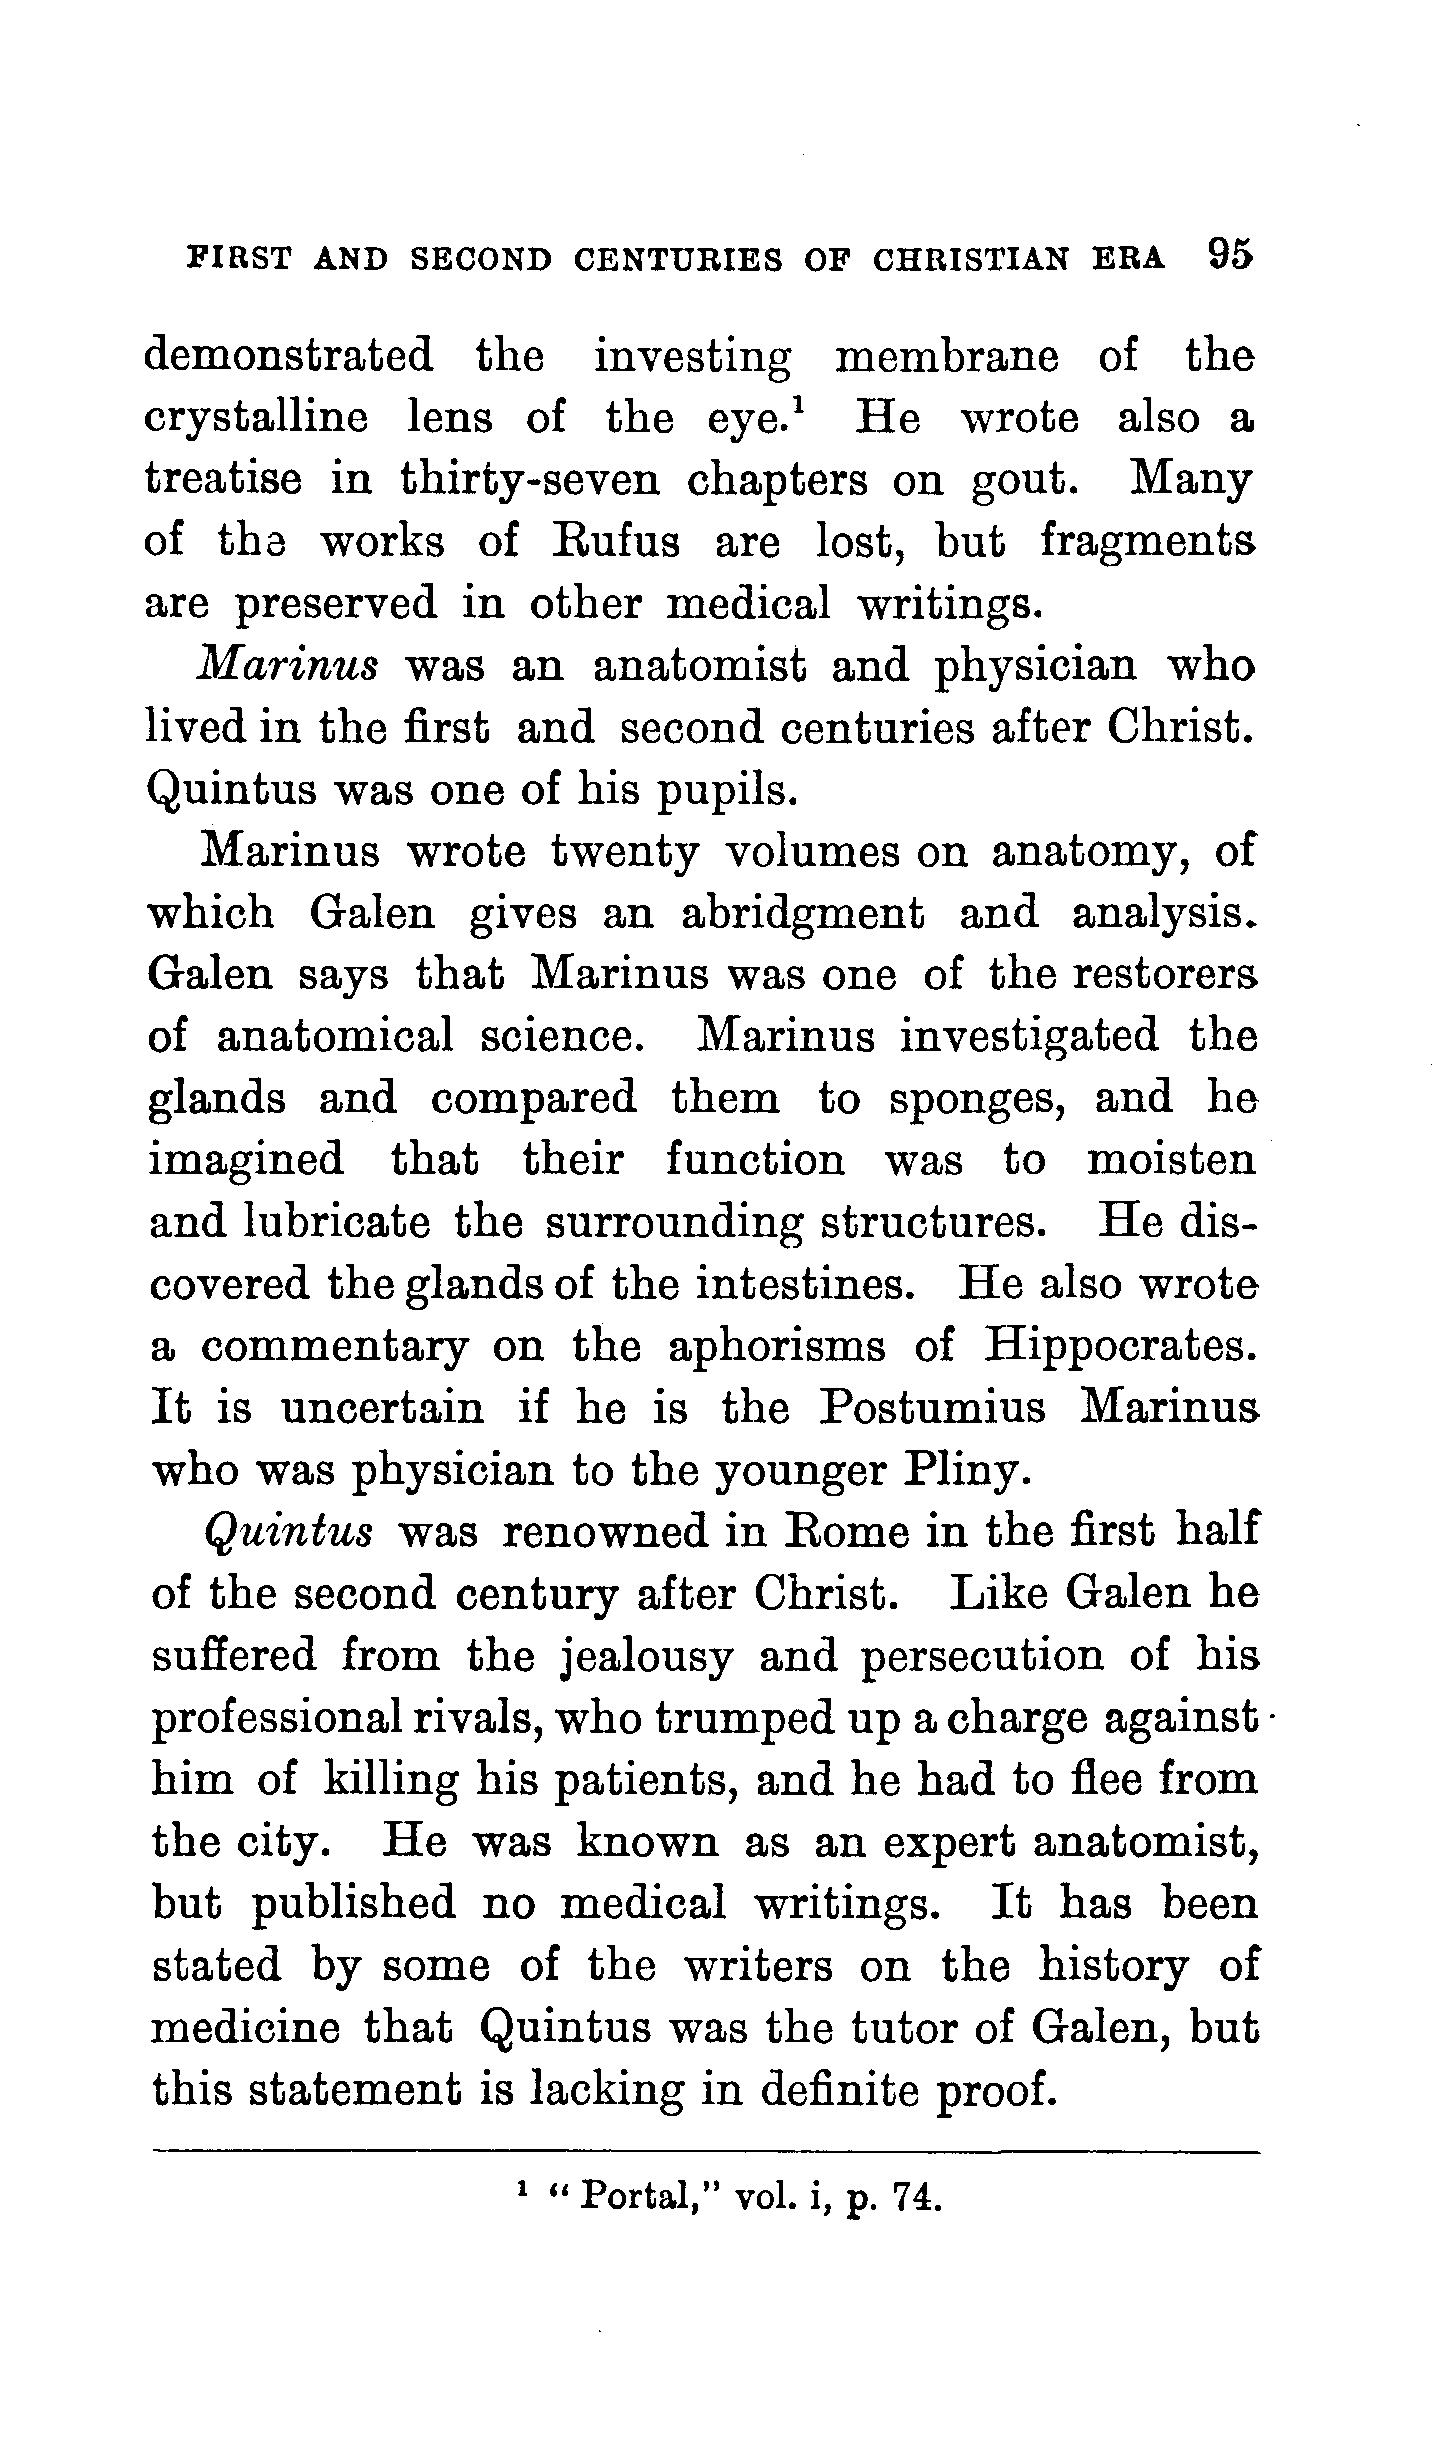 FIRST AND SECOND CENTURIES OF CHRISTIAN ERA 95
demonstrated the investing membrane of the
crystalline lens of the eye.¹ He wrote also a
treatise in thirty-seven chapters on gout. Many
of the works of Rufus are lost, but fragments
are preserved in other medical writings.
Marinus was an anatomist and physician who
lived in the first and second centuries after Christ.
Quintus was one of his pupils.
Marinus wrote twenty volumes on anatomy, of
which Galen gives an abridgment and analysis.
Galen says that Marinus was one of the restorers
of anatomical science. Marinus investigated the
glands and compared them to sponges, and he
imagined that their function was to moisten
and lubricate the surrounding structures. He dis-
covered the glands of the intestines. He also wrote
a commentary on the aphorisms of Hippocrates.
It is uncertain if he is the Postumius Marinus
who was physician to the younger Pliny.
Quintus was renowned in Rome in the first half
of the second century after Christ. Like Galen he
suffered from the jealousy and persecution of his
professional rivals, who trumped up a charge against
him of killing his patients, and he had to flee from
the city. He was known as an expert anatomist,
but published no medical writings. It has been
stated by some of the writers on the history of
medicine that Quintus was the tutor of Galen, but
this statement is lacking in definite proof.
¹ “ Portal,” vol. i, p. 74.